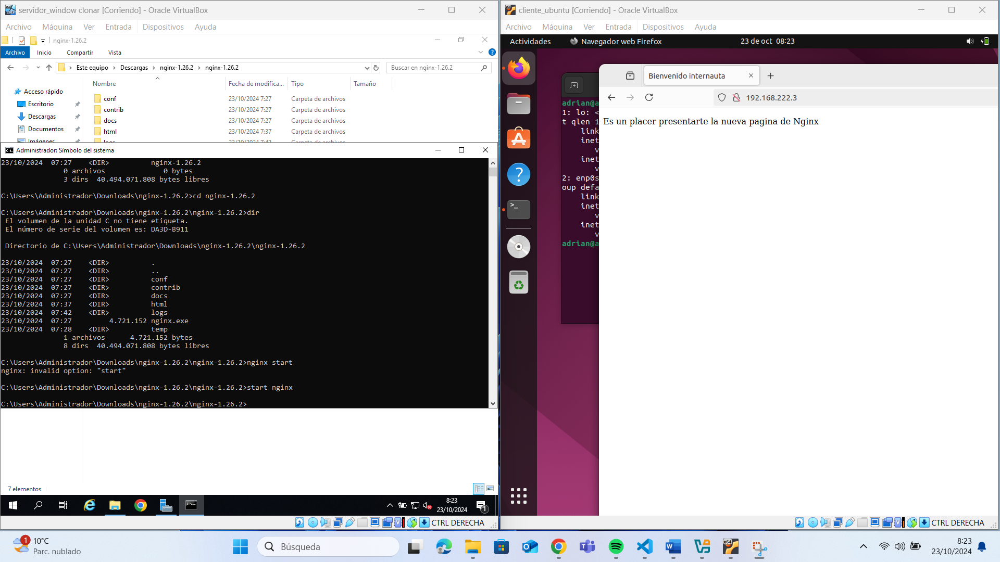 servidor_window clonar [Corriendo] - Oracle VirtualBox
Archivo Máquina Ver Entrada Dispositivos Ayuda
nginx-1.26.2
Archivo Inicio Compartir Vista
Este equipo > Descargas > nginx-1.26.2 > nginx-1.26.2
Buscar en nginx-1.26.2
Nombre Fecha de modifica... Tipo Tamaño
Acceso rápido
Escritorio
Descargas
Documentos
Imágenes
conf 23/10/2024 7:27 Carpeta de archivos
contrib 23/10/2024 7:27 Carpeta de archivos
docs 23/10/2024 7:27 Carpeta de archivos
html 23/10/2024 7:37 Carpeta de archivos
logs 23/10/2024 7:42 Carpeta de archivos
Administrador: Símbolo del sistema
23/10/2024 07:27 <DIR> nginx-1.26.2
0 archivos 0 bytes
3 dirs 40.494.071.808 bytes libres
C:\Users\Administrador\Downloads\nginx-1.26.2>cd nginx-1.26.2
C:\Users\Administrador\Downloads\nginx-1.26.2\nginx-1.26.2>dir
El volumen de la unidad C no tiene etiqueta.
El número de serie del volumen es: DA3D-B911
Directorio de C:\Users\Administrador\Downloads\nginx-1.26.2\nginx-1.26.2
23/10/2024 07:27 <DIR> .
23/10/2024 07:27 <DIR> ..
23/10/2024 07:27 <DIR> conf
23/10/2024 07:27 <DIR> contrib
23/10/2024 07:27 <DIR> docs
23/10/2024 07:37 <DIR> html
23/10/2024 07:42 <DIR> logs
23/10/2024 07:27 4.721.152 nginx.exe
23/10/2024 07:28 <DIR> temp
1 archivos 4.721.152 bytes
8 dirs 40.494.071.808 bytes libres
C:\Users\Administrador\Downloads\nginx-1.26.2\nginx-1.26.2>nginx start
nginx: invalid option: "start"
C:\Users\Administrador\Downloads\nginx-1.26.2\nginx-1.26.2>start nginx
C:\Users\Administrador\Downloads\nginx-1.26.2\nginx-1.26.2>
7 elementos
8:23
23/10/2024
1
CTRL DERECHA
cliente_ubuntu [Corriendo] - Oracle VirtualBox
Archivo Máquina Ver Entrada Dispositivos Ayuda
Actividades Navegador web Firefox 23 de oct 08:23
Bienvenido internauta
192.168.222.3
Es un placer presentarte la nueva pagina de Nginx
adrian@a
1: lo: <
t qlen 1
link
inet
v
inet
v
2: enp0s
oup defa
link
inet
v
inet
v
adrian@a
CTRL DERECHA
1
10°C
Parc. nublado
Búsqueda
8:23
23/10/2024